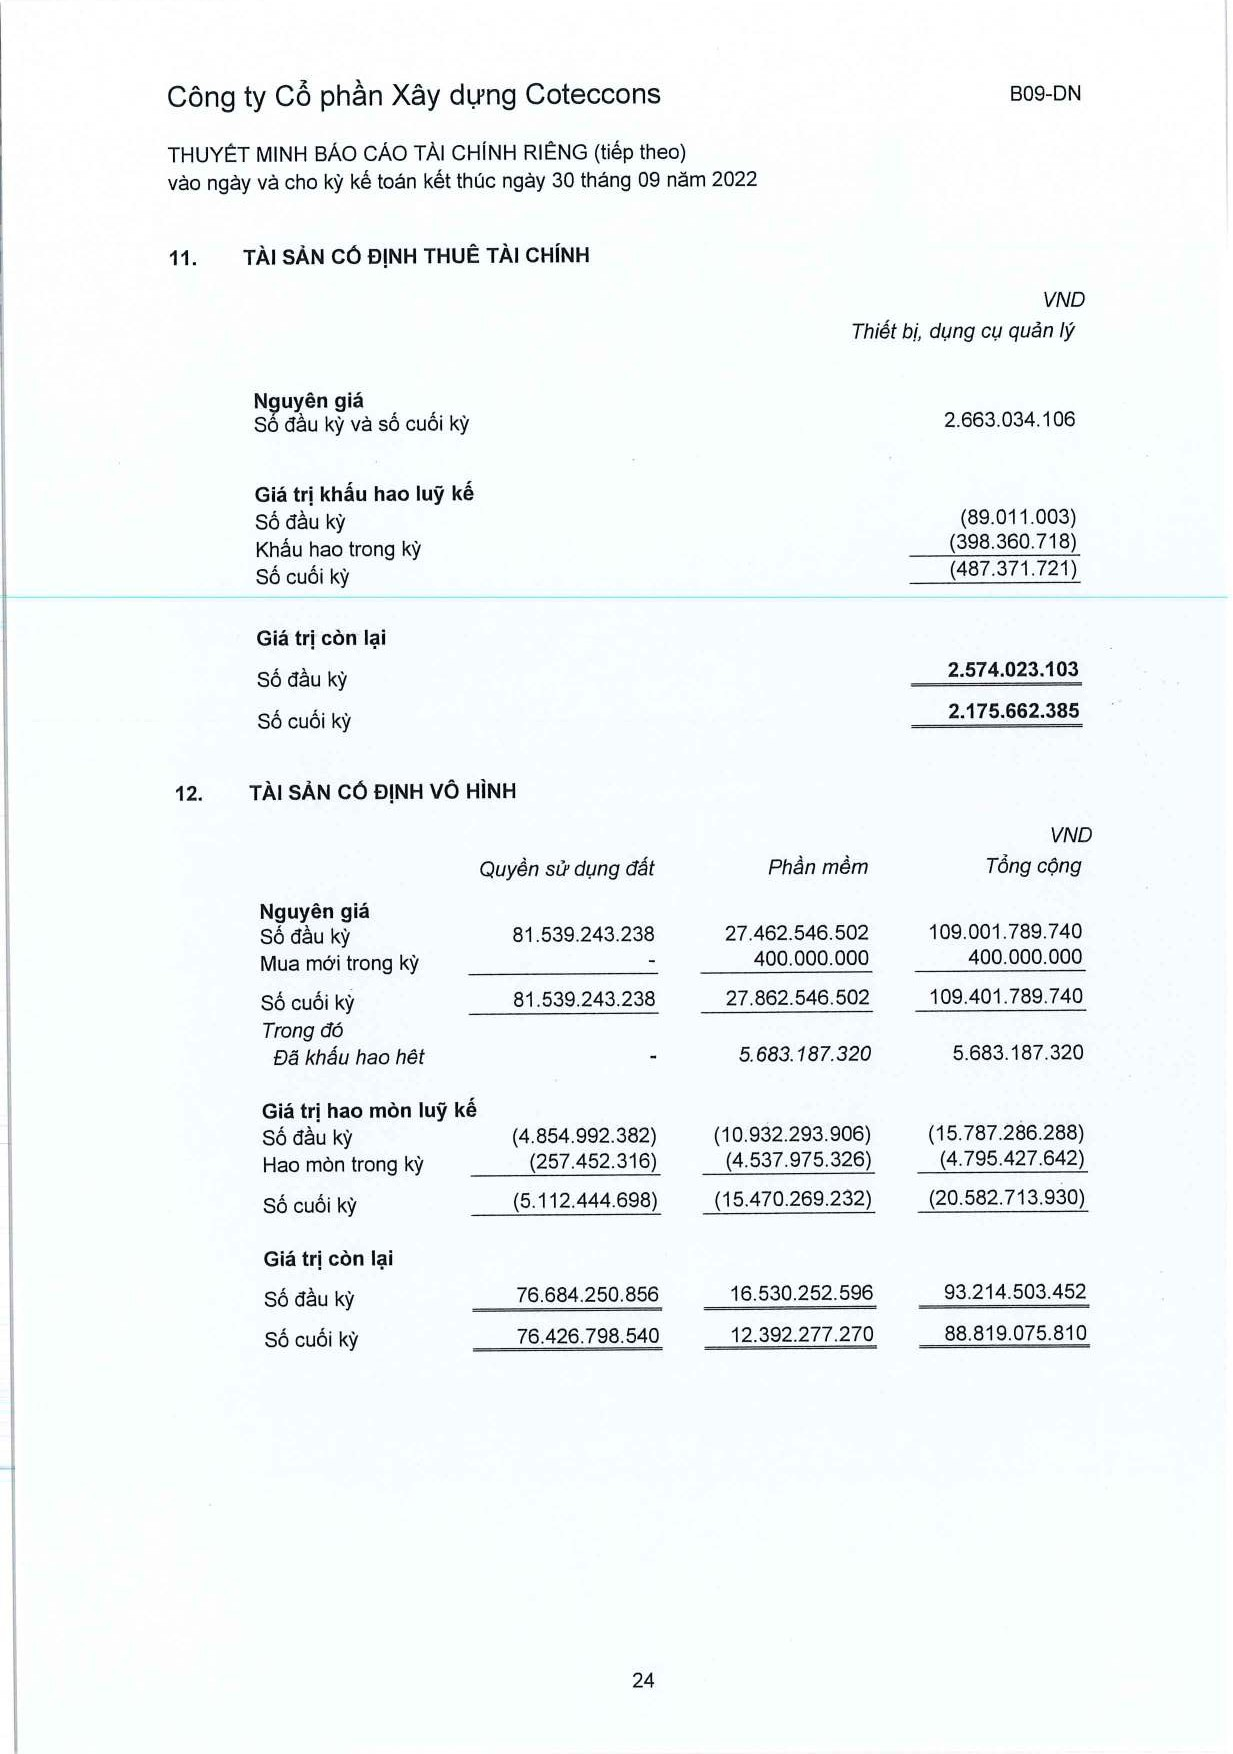 Công ty Cổ phần Xây dựng Coteccons B09-DN
THUYẾT MINH BÁO CÁO TÀI CHÍNH RIÊNG (tiếp theo)
vào ngày và cho kỳ kế toán kết thúc ngày 30 tháng 09 năm 2022
11. TÀI SẢN CỐ ĐỊNH THUÊ TÀI CHÍNH
VND
Thiết bị, dụng cụ quản lý
Nguyên giá
Số đầu kỳ và số cuối kỳ 2.663.034.106
Giá trị khấu hao luỹ kế
Số đầu kỳ (89.011.003)
Khấu hao trong kỳ (398.360.718)
Số cuối kỳ (487.371.721)
Giá trị còn lại
Số đầu kỳ 2.574.023.103
Số cuối kỳ 2.175.662.385
12. TÀI SẢN CỐ ĐỊNH VÔ HÌNH
VND
Quyền sử dụng đất Phần mềm Tổng cộng
Nguyên giá
Số đầu kỳ 81.539.243.238 27.462.546.502 109.001.789.740
Mua mới trong kỳ - 400.000.000 400.000.000
Số cuối kỳ 81.539.243.238 27.862.546.502 109.401.789.740
Trong đó
Đã khấu hao hêt - 5.683.187.320 5.683.187.320
Giá trị hao mòn luỹ kế
Số đầu kỳ (4.854.992.382) (10.932.293.906) (15.787.286.288)
Hao mòn trong kỳ (257.452.316) (4.537.975.326) (4.795.427.642)
Số cuối kỳ (5.112.444.698) (15.470.269.232) (20.582.713.930)
Giá trị còn lại
Số đầu kỳ 76.684.250.856 16.530.252.596 93.214.503.452
Số cuối kỳ 76.426.798.540 12.392.277.270 88.819.075.810
24